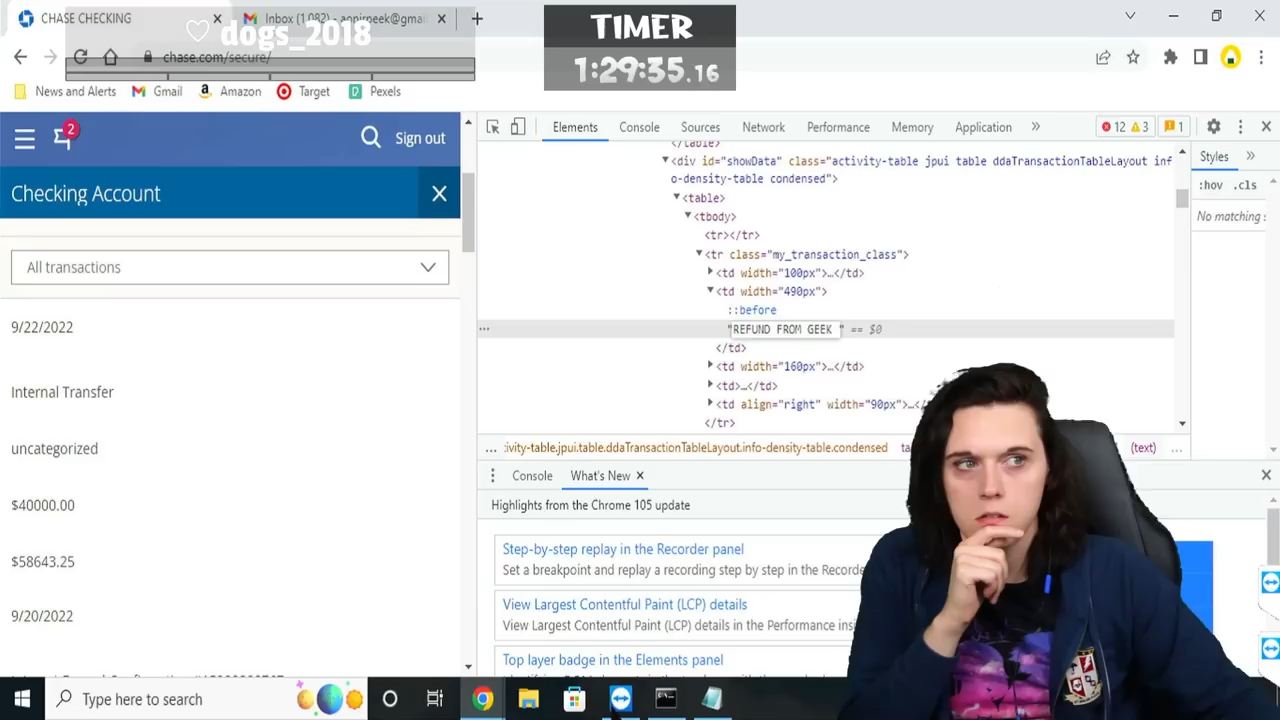 CHASE CHECKING
Inbox (1,082) -
♡ dogs_2018
TIMER
1:29:35.16
chase.com/secure/
News and Alerts
Gmail
Amazon
Target
Pexels
2
Sign out
Checking Account
All transactions
9/22/2022
Internal Transfer
uncategorized
$40000.00
$58643.25
9/20/2022
Elements
Console
Sources
Network
Performance
Memory
Application
»
12
3
1
</table>
<div id="showData" class="activity-table jpui table ddaTransactionTableLayout inf
o-density-table condensed">
<table>
<tbody>
<tr></tr>
<tr class="my_transaction_class">
<td width="100px">…</td>
<td width="490px">
::before
"REFUND FROM GEEK " == $0
</td>
<td width="160px">…</td>
<td>…</td>
<td align="right" width="90px">…</
</tr>
... ivity-table.jpui.table.ddaTransactionTableLayout.info-density-table.condensed
(text) ...
Styles »
:hov .cls
No matching s
Console
What's New
Highlights from the Chrome 105 update
Step-by-step replay in the Recorder panel
Set a breakpoint and replay a recording step by step in the Recorde
View Largest Contentful Paint (LCP) details
View Largest Contentful Paint (LCP) details in the Performance insi
Top layer badge in the Elements panel
Type here to search